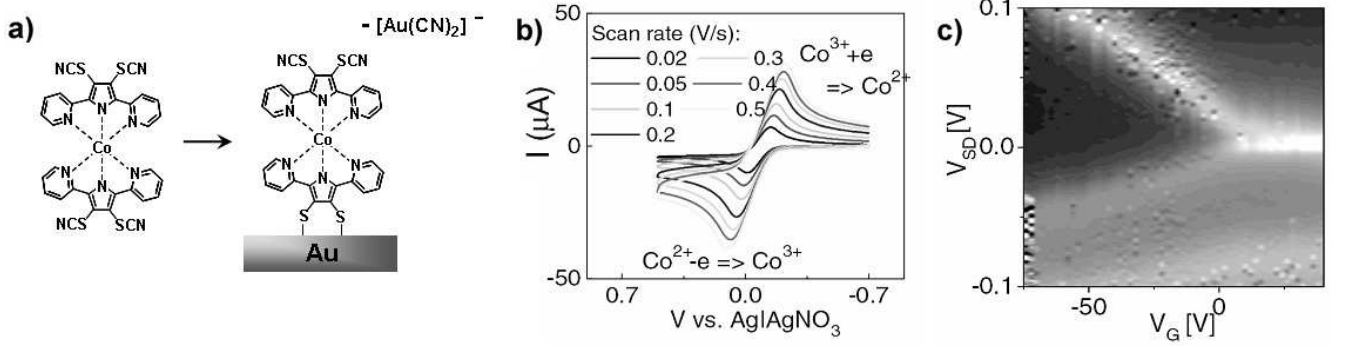 a)
- [Au(CN)2] -
NCS
SCN
N
N
N
Co
N
N
N
NCS
SCN
NCS
SCN
N
N
N
Co
N
N
N
S
S
Au
b)
50
Scan rate (V/s):
0.02
0.3
0.05
0.4
0.1
0.5
0.2
Co3+ +e
=> Co2+
I (μA)
0
Co2+-e => Co3+
-50
0.7
0.0
-0.7
V vs. Ag|AgNO3
c)
0.1
VSD [V]
0.0
-0.1
-50
0
VG [V]